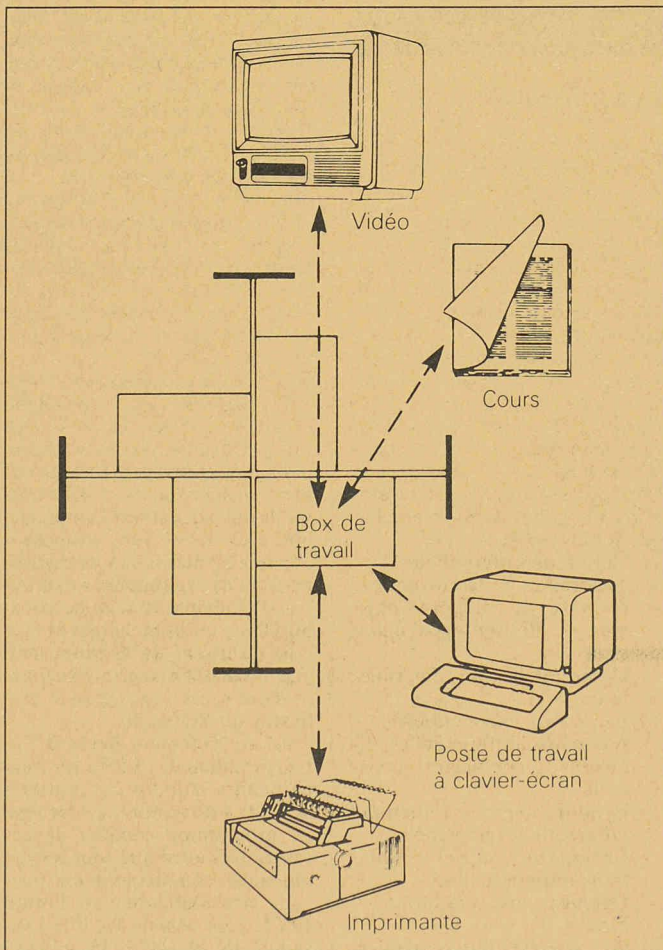 Vidéo
Cours
Box de
travail
Poste de travail
à clavier-écran
Imprimante